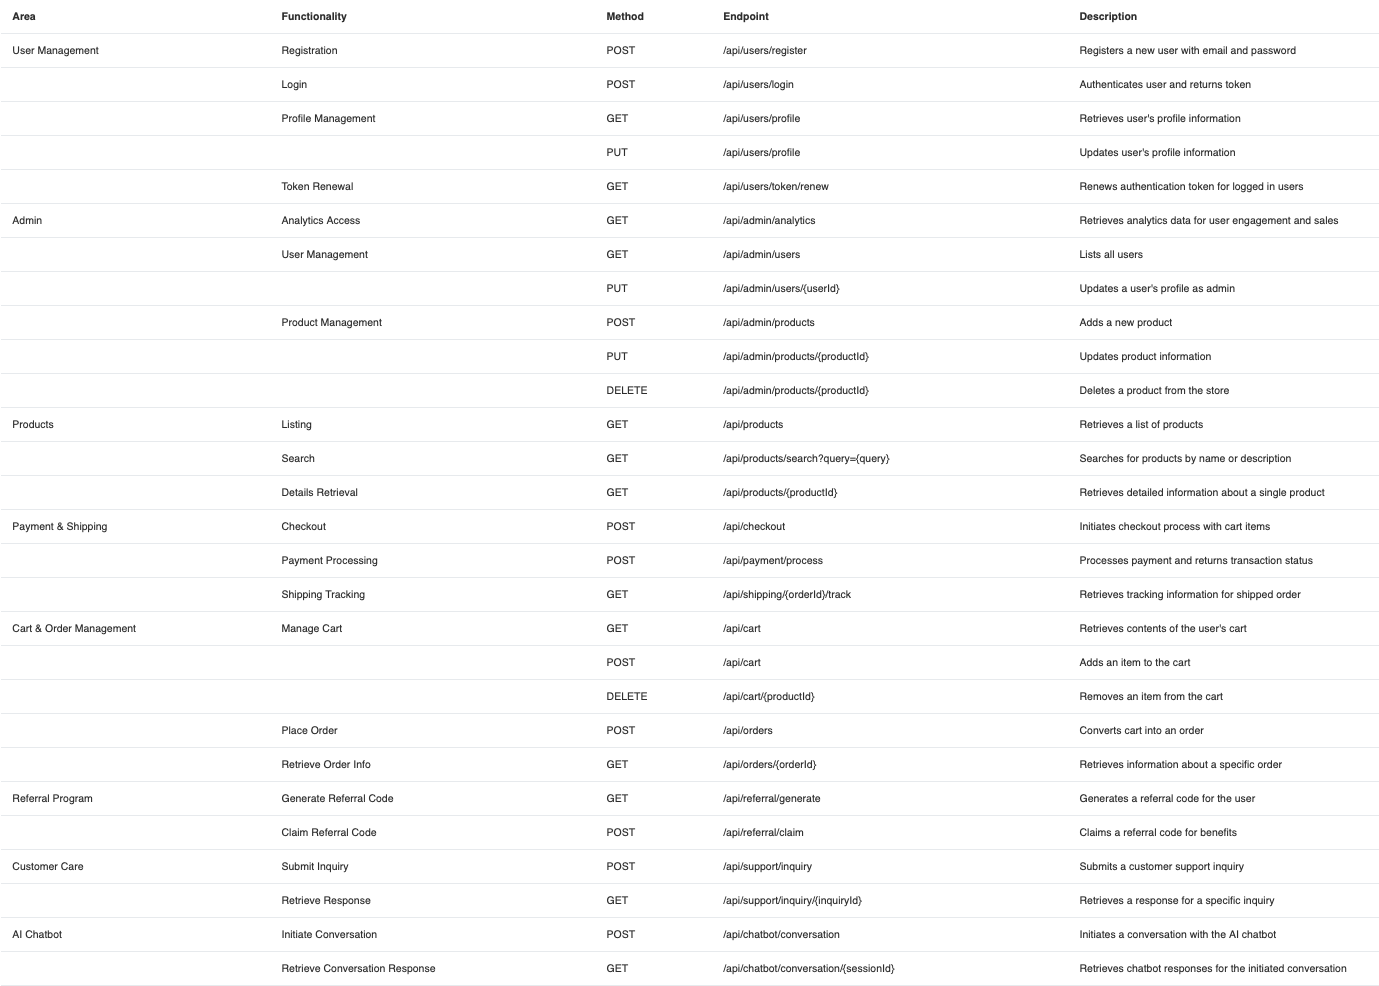 Area Functionality Method Endpoint Description
User Management Registration POST /api/users/register Registers a new user with email and password
Login POST /api/users/login Authenticates user and returns token
Profile Management GET /api/users/profile Retrieves user's profile information
PUT /api/users/profile Updates user's profile information
Token Renewal GET /api/users/token/renew Renews authentication token for logged in users
Admin Analytics Access GET /api/admin/analytics Retrieves analytics data for user engagement and sales
User Management GET /api/admin/users Lists all users
PUT /api/admin/users/{userId} Updates a user's profile as admin
Product Management POST /api/admin/products Adds a new product
PUT /api/admin/products/{productId} Updates product information
DELETE /api/admin/products/{productId} Deletes a product from the store
Products Listing GET /api/products Retrieves a list of products
Search GET /api/products/search?query={query} Searches for products by name or description
Details Retrieval GET /api/products/{productId} Retrieves detailed information about a single product
Payment & Shipping Checkout POST /api/checkout Initiates checkout process with cart items
Payment Processing POST /api/payment/process Processes payment and returns transaction status
Shipping Tracking GET /api/shipping/{orderId}/track Retrieves tracking information for shipped order
Cart & Order Management Manage Cart GET /api/cart Retrieves contents of the user's cart
POST /api/cart Adds an item to the cart
DELETE /api/cart/{productId} Removes an item from the cart
Place Order POST /api/orders Converts cart into an order
Retrieve Order Info GET /api/orders/{orderId} Retrieves information about a specific order
Referral Program Generate Referral Code GET /api/referral/generate Generates a referral code for the user
Claim Referral Code POST /api/referral/claim Claims a referral code for benefits
Customer Care Submit Inquiry POST /api/support/inquiry Submits a customer support inquiry
Retrieve Response GET /api/support/inquiry/{inquiryId} Retrieves a response for a specific inquiry
AI Chatbot Initiate Conversation POST /api/chatbot/conversation Initiates a conversation with the AI chatbot
Retrieve Conversation Response GET /api/chatbot/conversation/{sessionId} Retrieves chatbot responses for the initiated conversation